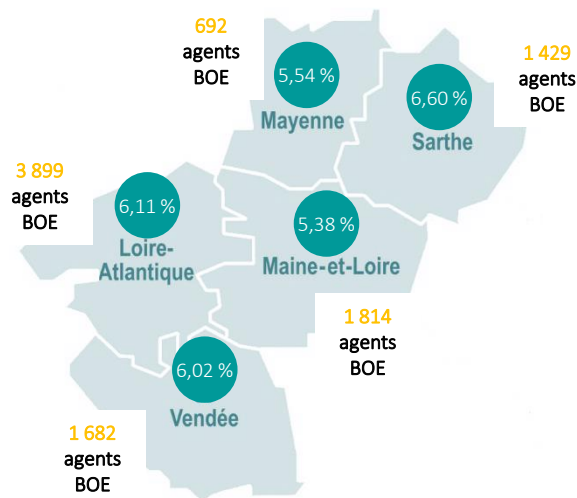 692
agents
BOE
5,54 %
Mayenne
1 429
agents
BOE
6,60 %
Sarthe
3 899
agents
BOE
6,11 %
Loire-
Atlantique
5,38 %
Maine-et-Loire
1 814
agents
BOE
6,02 %
Vendée
1 682
agents
BOE